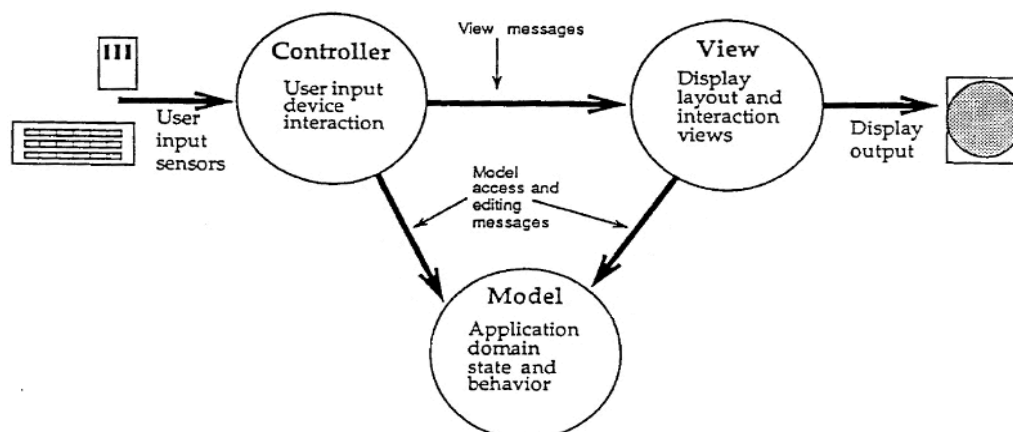 View messages
Controller
User input
device
interaction
View
Display
layout and
interaction
views
User
input
sensors
Display
output
Model
access and
editing
messages
Model
Application
domain
state and
behavior